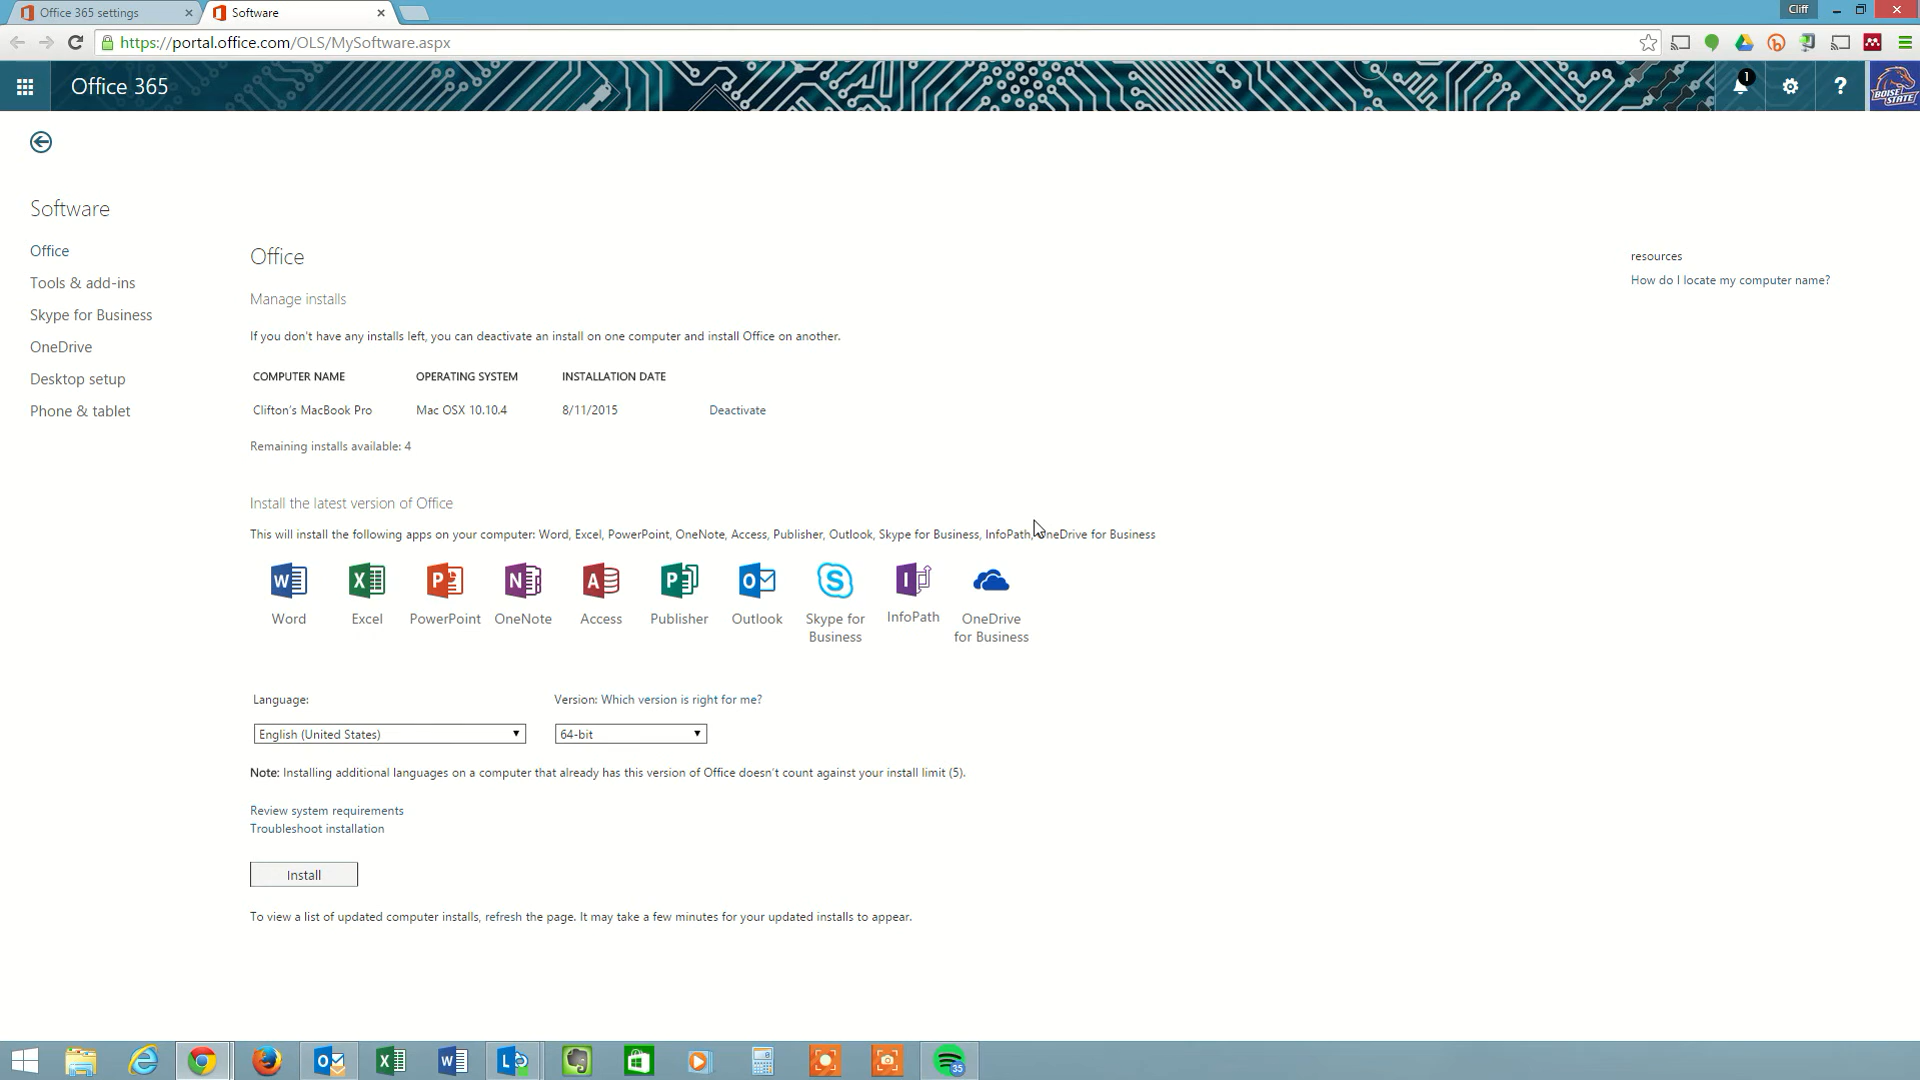 Office 365 settings
Software
Cliff
https://portal.office.com/OLS/MySoftware.aspx
Office 365
1
BOISE STATE
Software
Office
Tools & add-ins
Skype for Business
OneDrive
Desktop setup
Phone & tablet
Office
Manage installs
If you don't have any installs left, you can deactivate an install on one computer and install Office on another.
COMPUTER NAME OPERATING SYSTEM INSTALLATION DATE
Clifton's MacBook Pro Mac OSX 10.10.4 8/11/2015 Deactivate
Remaining installs available: 4
Install the latest version of Office
This will install the following apps on your computer: Word, Excel, PowerPoint, OneNote, Access, Publisher, Outlook, Skype for Business, InfoPath, OneDrive for Business
Word Excel PowerPoint OneNote Access Publisher Outlook Skype for Business InfoPath OneDrive for Business
Language: Version: Which version is right for me?
English (United States) 64-bit
Note: Installing additional languages on a computer that already has this version of Office doesn't count against your install limit (5).
Review system requirements
Troubleshoot installation
Install
To view a list of updated computer installs, refresh the page. It may take a few minutes for your updated installs to appear.
resources
How do I locate my computer name?
35